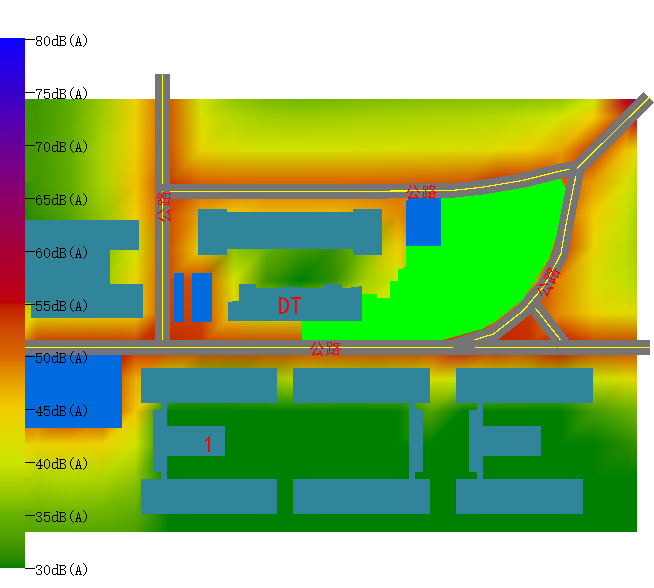 80dB(A)
75dB(A)
70dB(A)
65dB(A)
60dB(A)
55dB(A)
50dB(A)
45dB(A)
40dB(A)
35dB(A)
30dB(A)
公路
公路
公路
DT
公路
1